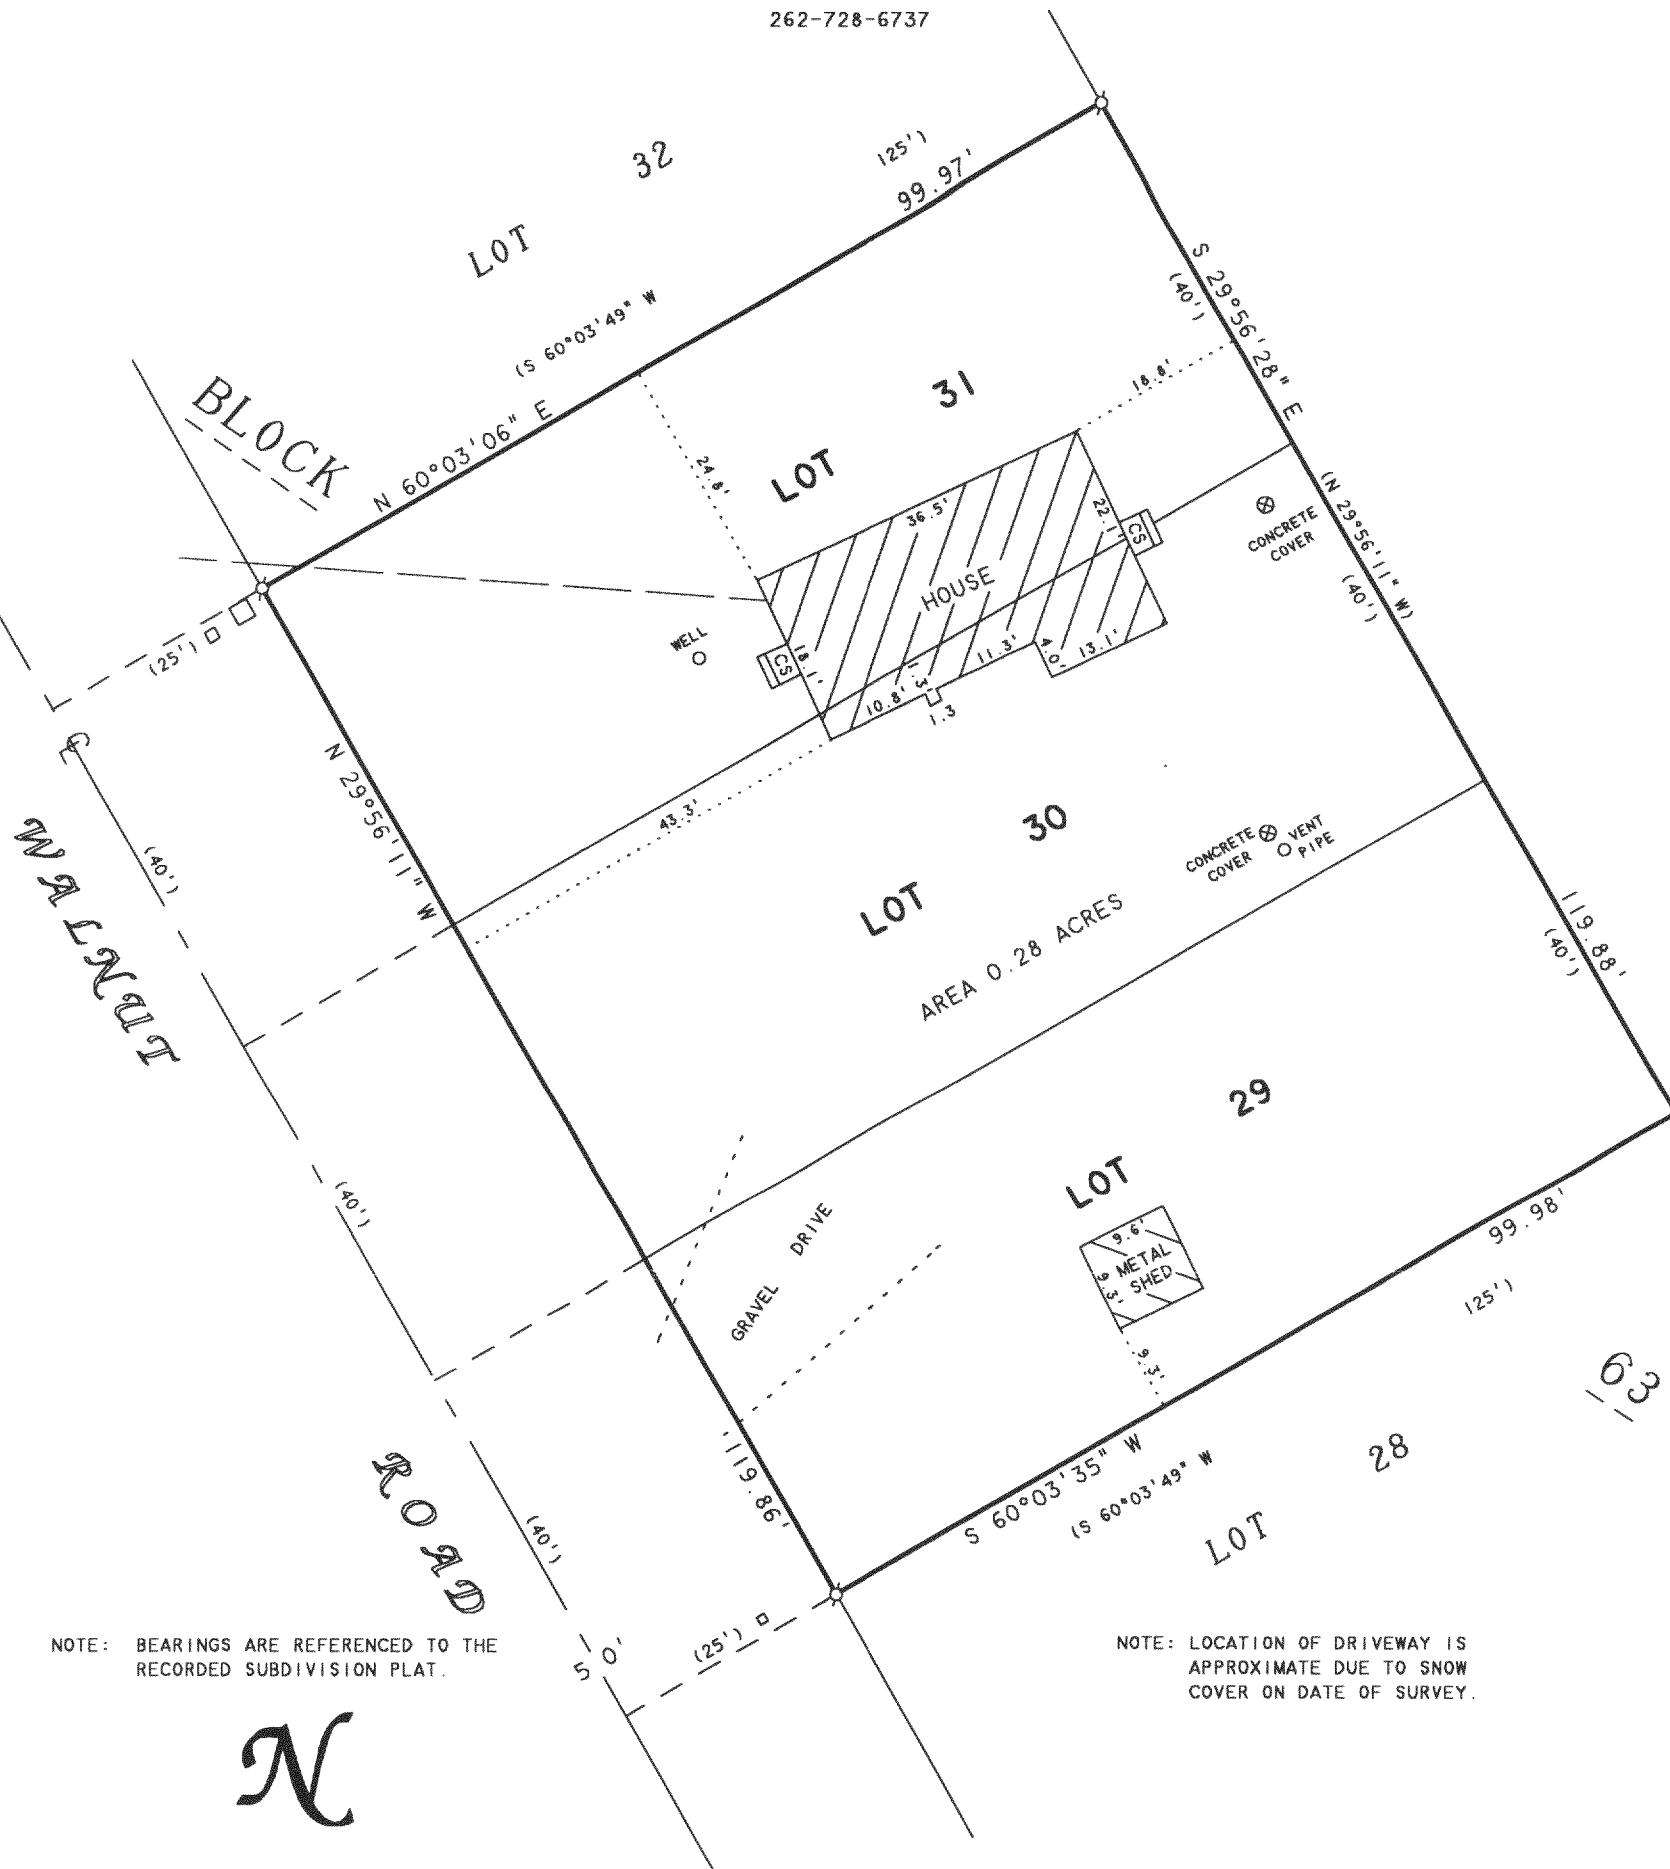 262-728-6737
32
LOT
125')
99.97'
(S 60°03'49" W
N 60°03'06" E
BLOCK
S 29°56'28" E
(40')
31
LOT
18.8'
24.8'
36.5'
22.1'
CS
HOUSE
CONCRETE
COVER
(N 29°56'11" W)
(40')
WELL
CS
18.1'
(25')
11.3'
4.0'
13.1'
10.8'
1.3'
1.3
N 29°56'11" W
43.3'
30
LOT
CONCRETE
COVER
VENT
PIPE
AREA 0.28 ACRES
119.88'
(40')
WALNUT
(40')
29
LOT
(40')
GRAVEL DRIVE
9.6'
METAL
SHED
9.3'
9.3'
99.98'
125')
63
28
LOT
S 60°03'35" W
(S 60°03'49" W
119.86'
ROAD
(40')
(25')
50'
NOTE: BEARINGS ARE REFERENCED TO THE
RECORDED SUBDIVISION PLAT.
NOTE: LOCATION OF DRIVEWAY IS
APPROXIMATE DUE TO SNOW
COVER ON DATE OF SURVEY.
N